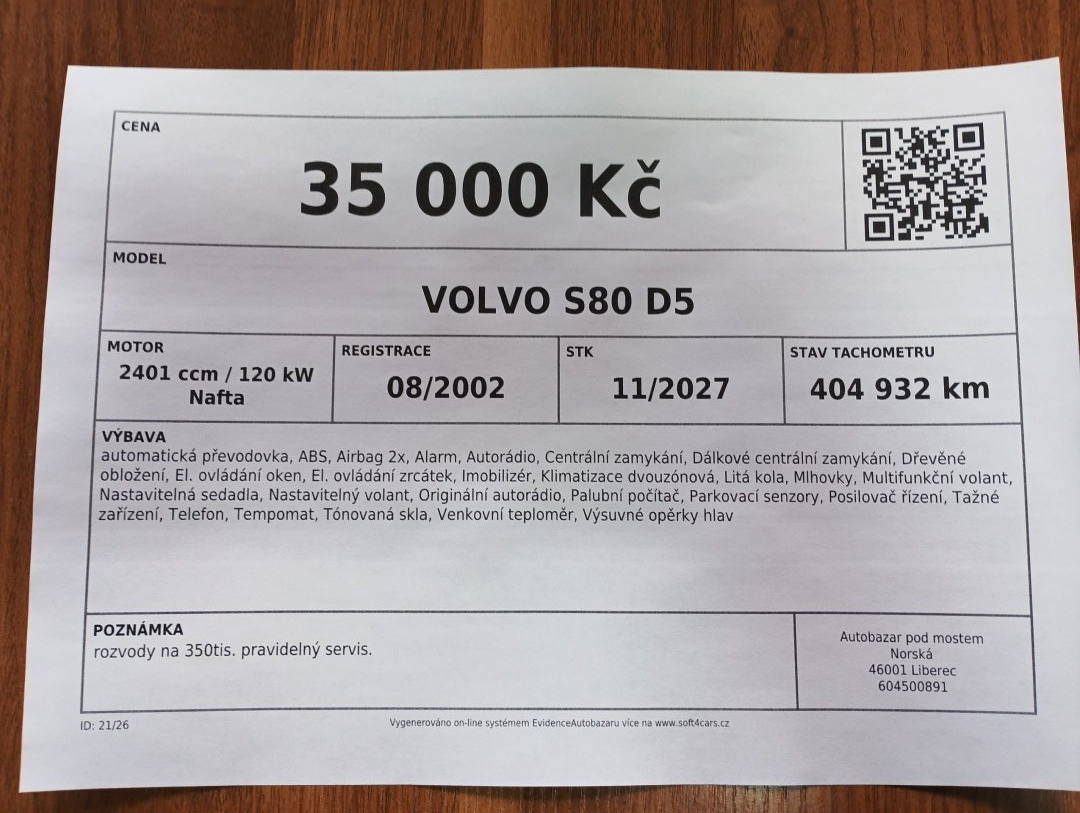 CENA
35 000 Kč
MODEL
VOLVO S80 D5
MOTOR
2401 ccm / 120 kW
Nafta
REGISTRACE
08/2002
STK
11/2027
STAV TACHOMETRU
404 932 km
VÝBAVA
automatická převodovka, ABS, Airbag 2x, Alarm, Autorádio, Centrální zamykání, Dálkové centrální zamykání, Dřevěné
obložení, El. ovládání oken, El. ovládání zrcátek, Imobilizér, Klimatizace dvouzónová, Litá kola, Mlhovky, Multifunkční volant,
Nastavitelná sedadla, Nastavitelný volant, Originální autorádio, Palubní počítač, Parkovací senzory, Posilovač řízení, Tažné
zařízení, Telefon, Tempomat, Tónovaná skla, Venkovní teploměr, Výsuvné opěrky hlav
POZNÁMKA
rozvody na 350tis. pravidelný servis.
Autobazar pod mostem
Norská
46001 Liberec
604500891
ID: 21/26
Vygenerováno on-line systémem EvidenceAutobazaru více na www.soft4cars.cz